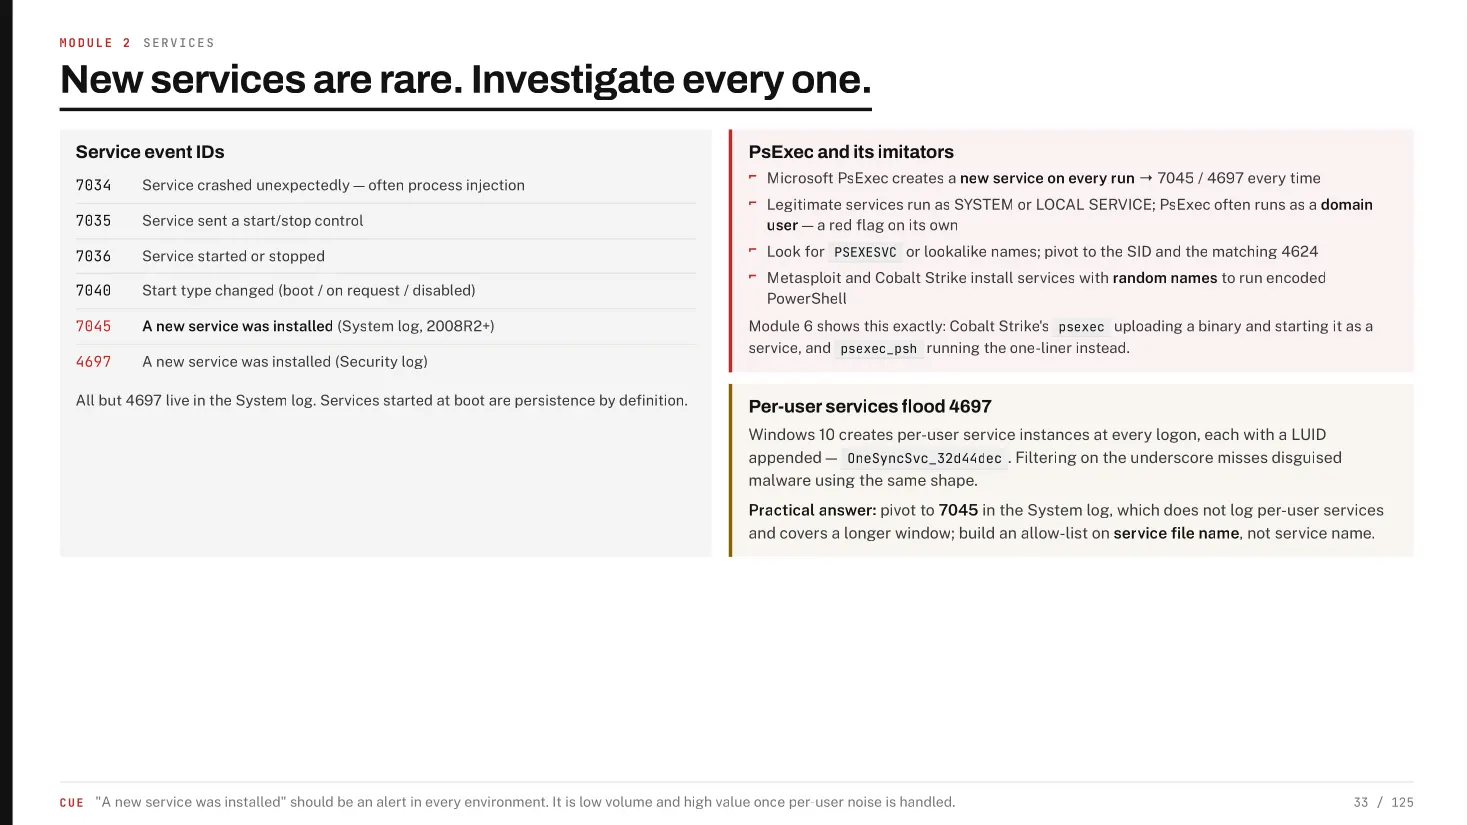 MODULE 2 SERVICES
New services are rare. Investigate every one.
Service event IDs
7034 Service crashed unexpectedly — often process injection
7035 Service sent a start/stop control
7036 Service started or stopped
7040 Start type changed (boot / on request / disabled)
7045 A new service was installed (System log, 2008R2+)
4697 A new service was installed (Security log)
All but 4697 live in the System log. Services started at boot are persistence by definition.
PsExec and its imitators
Microsoft PsExec creates a new service on every run → 7045 / 4697 every time
Legitimate services run as SYSTEM or LOCAL SERVICE; PsExec often runs as a domain
user — a red flag on its own
Look for PSEXESVC or lookalike names; pivot to the SID and the matching 4624
Metasploit and Cobalt Strike install services with random names to run encoded
PowerShell
Module 6 shows this exactly: Cobalt Strike's psexec uploading a binary and starting it as a
service, and psexec_psh running the one-liner instead.
Per-user services flood 4697
Windows 10 creates per-user service instances at every logon, each with a LUID
appended — OneSyncSvc_32d44dec . Filtering on the underscore misses disguised
malware using the same shape.
Practical answer: pivot to 7045 in the System log, which does not log per-user services
and covers a longer window; build an allow-list on service file name, not service name.
CUE "A new service was installed" should be an alert in every environment. It is low volume and high value once per-user noise is handled.
33 / 125